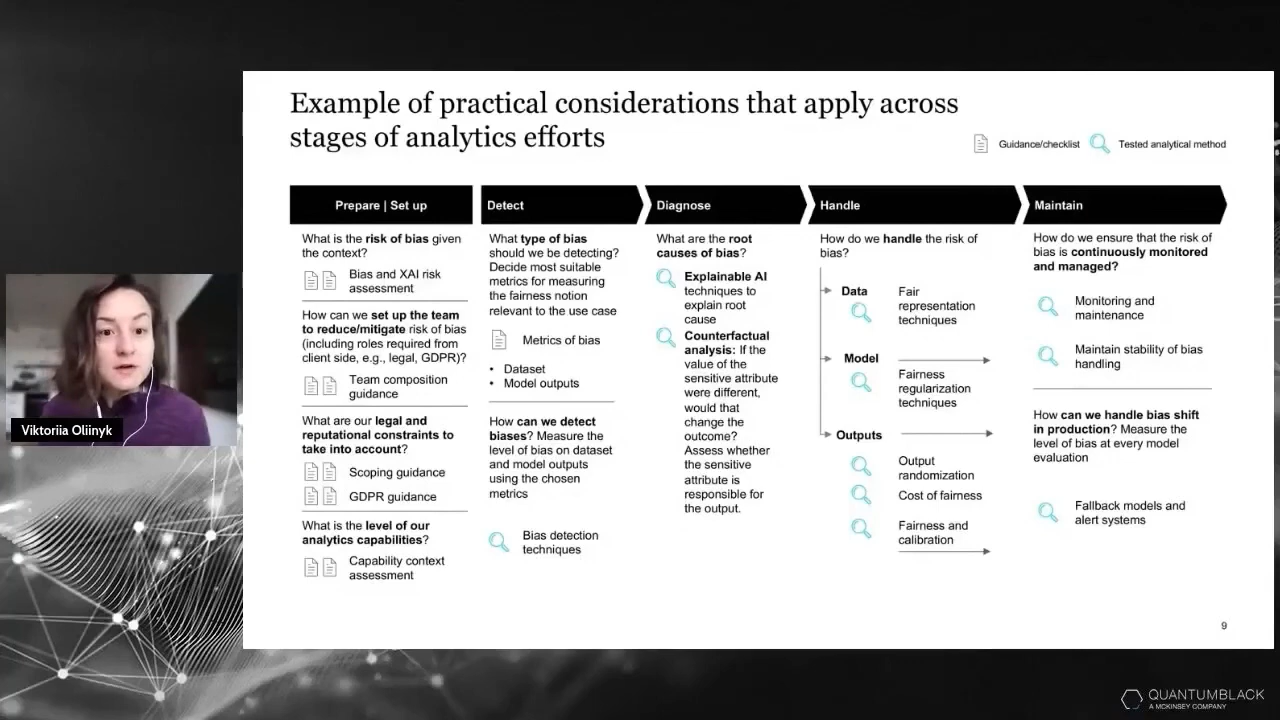 Example of practical considerations that apply across
stages of analytics efforts
Guidance/checklist
Tested analytical method
Prepare | Set up
What is the risk of bias given
the context?
Bias and XAI risk
assessment
How can we set up the team
to reduce/mitigate risk of bias
(including roles required from
client side, e.g., legal, GDPR)?
Team composition
guidance
What are our legal and
reputational constraints to
take into account?
Scoping guidance
GDPR guidance
What is the level of our
analytics capabilities?
Capability context
assessment
Detect
What type of bias
should we be detecting?
Decide most suitable
metrics for measuring
the fairness notion
relevant to the use case
Metrics of bias
• Dataset
• Model outputs
How can we detect
biases? Measure the
level of bias on dataset
and model outputs
using the chosen
metrics
Bias detection
techniques
Diagnose
What are the root
causes of bias?
Explainable AI
techniques to
explain root
cause
Counterfactual
analysis: If the
value of the
sensitive attribute
were different,
would that
change the
outcome?
Assess whether
the sensitive
attribute is
responsible for
the output.
Handle
How do we handle the risk of
bias?
Data
Fair
representation
techniques
Model
Fairness
regularization
techniques
Outputs
Output
randomization
Cost of fairness
Fairness and
calibration
Maintain
How do we ensure that the risk of
bias is continuously monitored
and managed?
Monitoring and
maintenance
Maintain stability of bias
handling
How can we handle bias shift
in production? Measure the
level of bias at every model
evaluation
Fallback models and
alert systems
9
Viktoriia Oliinyk
QUANTUMBLACK
A MCKINSEY COMPANY